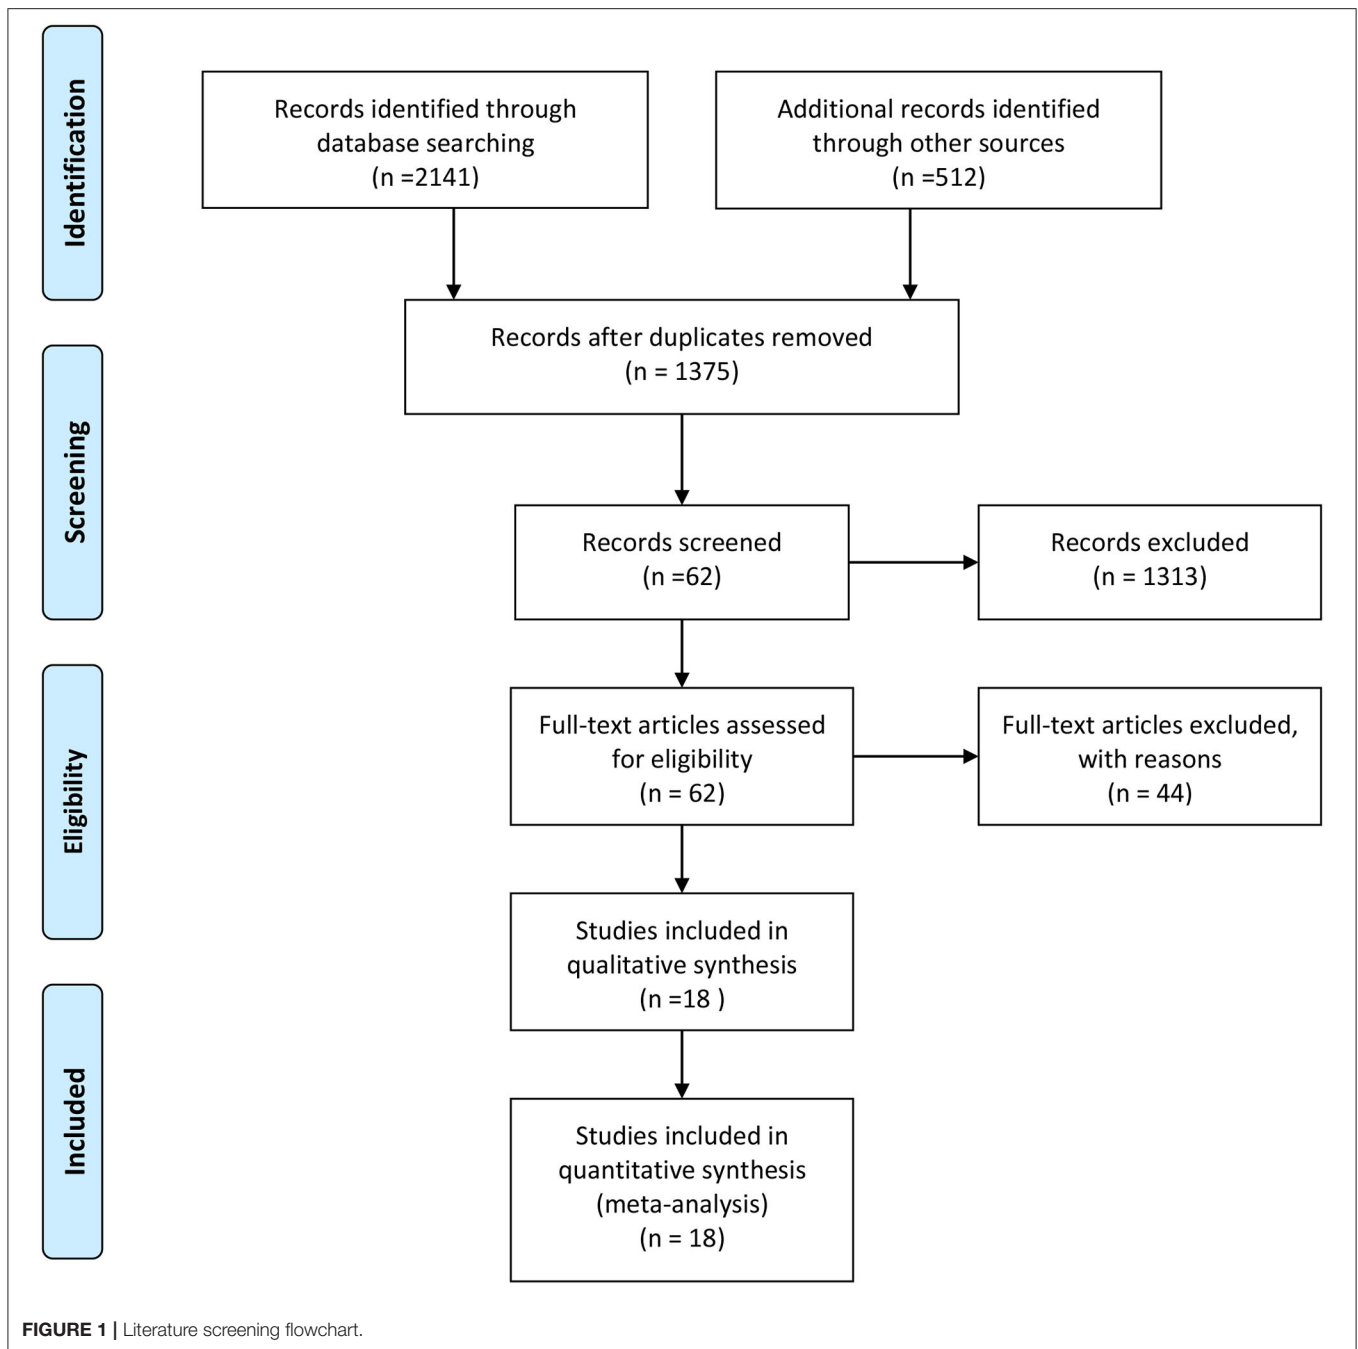 Identification
Records identified through
database searching
(n =2141)
Additional records identified
through other sources
(n =512)
Records after duplicates removed
(n = 1375)
Screening
Records screened
(n =62)
Records excluded
(n = 1313)
Eligibility
Full-text articles assessed
for eligibility
(n = 62)
Full-text articles excluded,
with reasons
(n = 44)
Studies included in
qualitative synthesis
(n =18 )
Included
Studies included in
quantitative synthesis
(meta-analysis)
(n = 18)
FIGURE 1 | Literature screening flowchart.